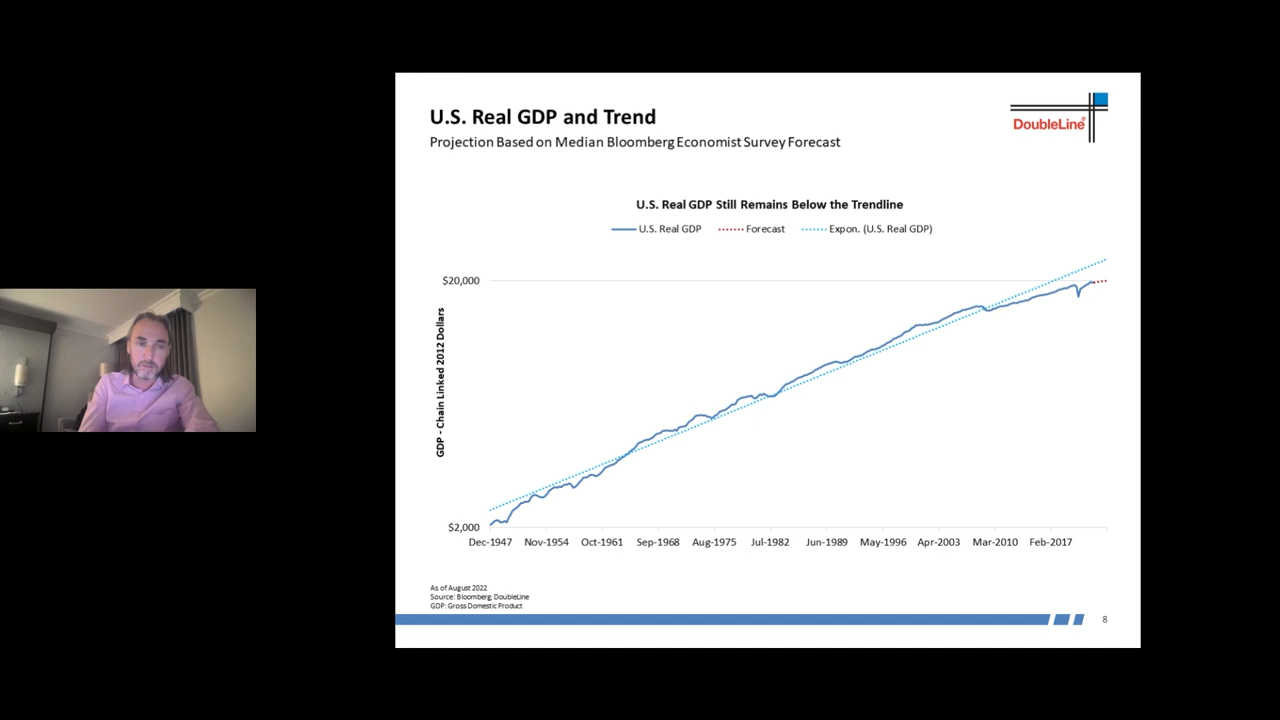 U.S. Real GDP and Trend
Projection Based on Median Bloomberg Economist Survey Forecast
DoubleLine®
U.S. Real GDP Still Remains Below the Trendline
U.S. Real GDP Forecast Expon. (U.S. Real GDP)
$20,000
GDP - Chain Linked 2012 Dollars
$2,000
Dec-1947 Nov-1954 Oct-1961 Sep-1968 Aug-1975 Jul-1982 Jun-1989 May-1996 Apr-2003 Mar-2010 Feb-2017
As of August 2022
Source: Bloomberg; DoubleLine
GDP: Gross Domestic Product
8